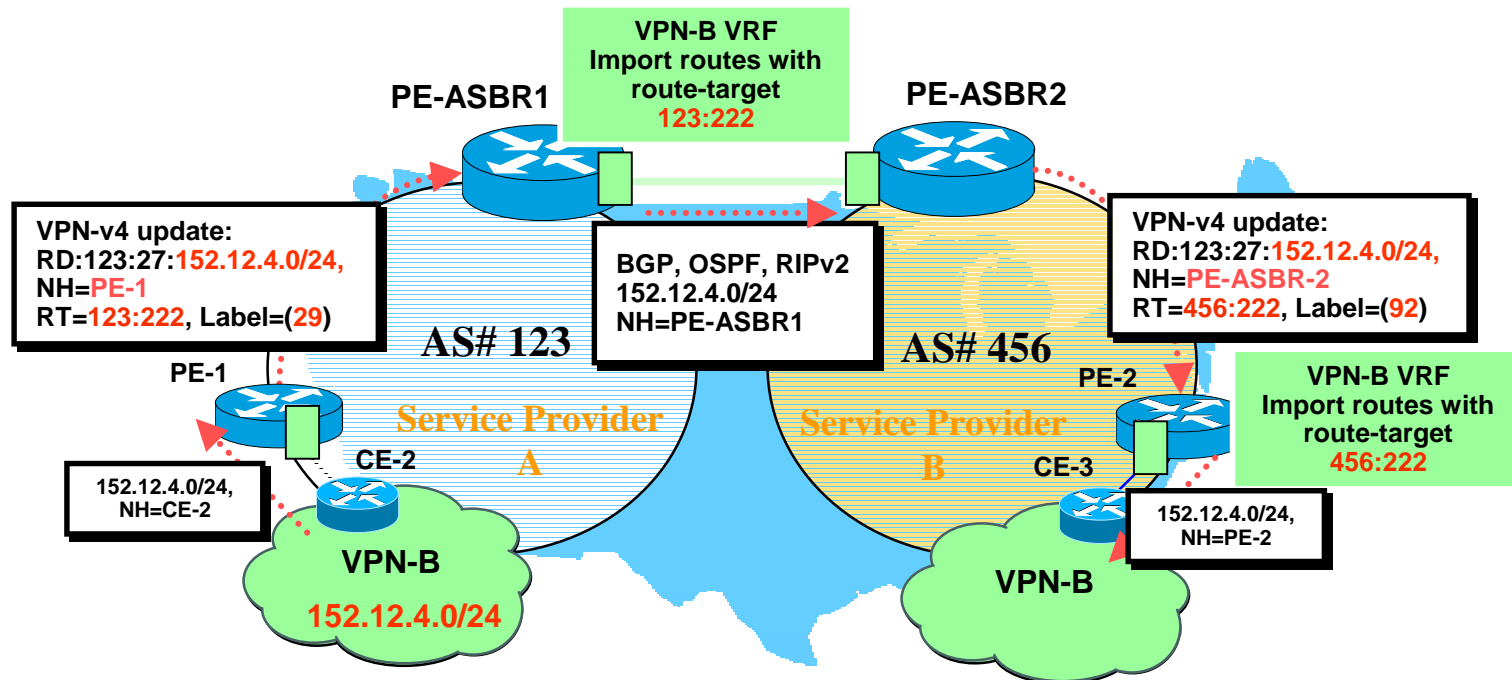 VPN-B VRF
Import routes with
route-target
123:222
PE-ASBR1
PE-ASBR2
VPN-v4 update:
RD:123:27:152.12.4.0/24,
NH=PE-1
RT=123:222, Label=(29)
BGP, OSPF, RIPv2
152.12.4.0/24
NH=PE-ASBR1
VPN-v4 update:
RD:123:27:152.12.4.0/24,
NH=PE-ASBR-2
RT=456:222, Label=(92)
AS# 123
AS# 456
PE-1
PE-2
VPN-B VRF
Import routes with
route-target
456:222
Service Provider
A
Service Provider
B
CE-2
CE-3
152.12.4.0/24,
NH=CE-2
152.12.4.0/24,
NH=PE-2
VPN-B
152.12.4.0/24
VPN-B